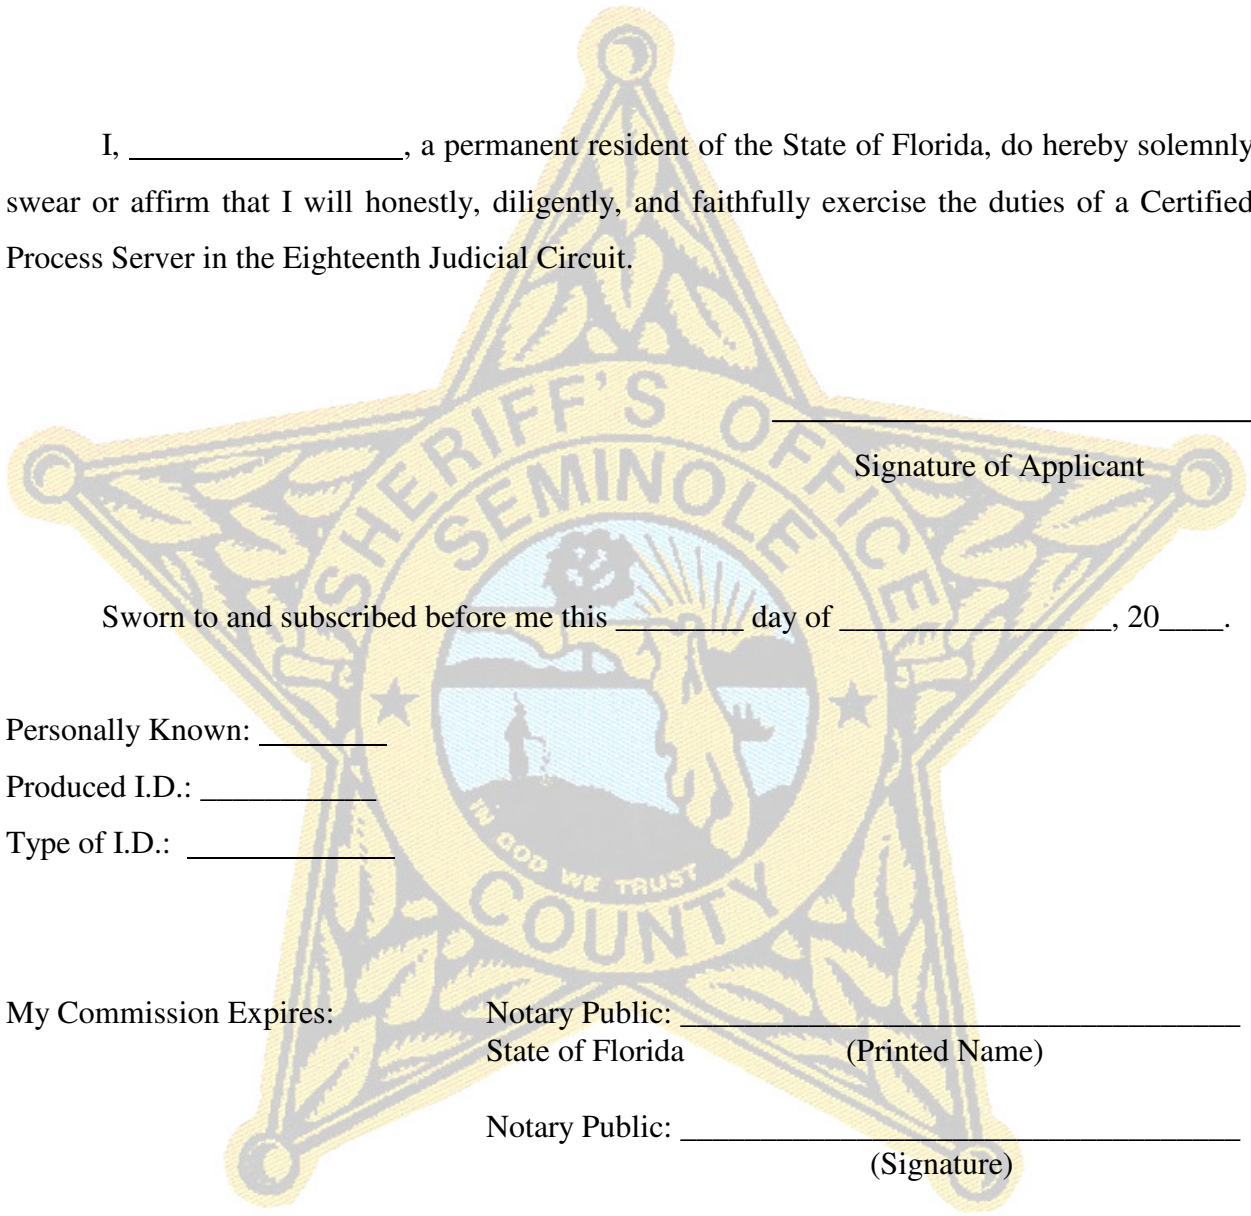 I, _________________, a permanent resident of the State of Florida, do hereby solemnly
swear or affirm that I will honestly, diligently, and faithfully exercise the duties of a Certified
Process Server in the Eighteenth Judicial Circuit.
SHERIFF'S OFFICE
SEMINOLE
______________________________
Signature of Applicant
Sworn to and subscribed before me this ________ day of _________________, 20____.
Personally Known: ________
Produced I.D.: ___________
Type of I.D.: _____________
IN GOD WE TRUST
COUNTY
My Commission Expires: Notary Public: ___________________________________
State of Florida (Printed Name)
Notary Public: ___________________________________
(Signature)